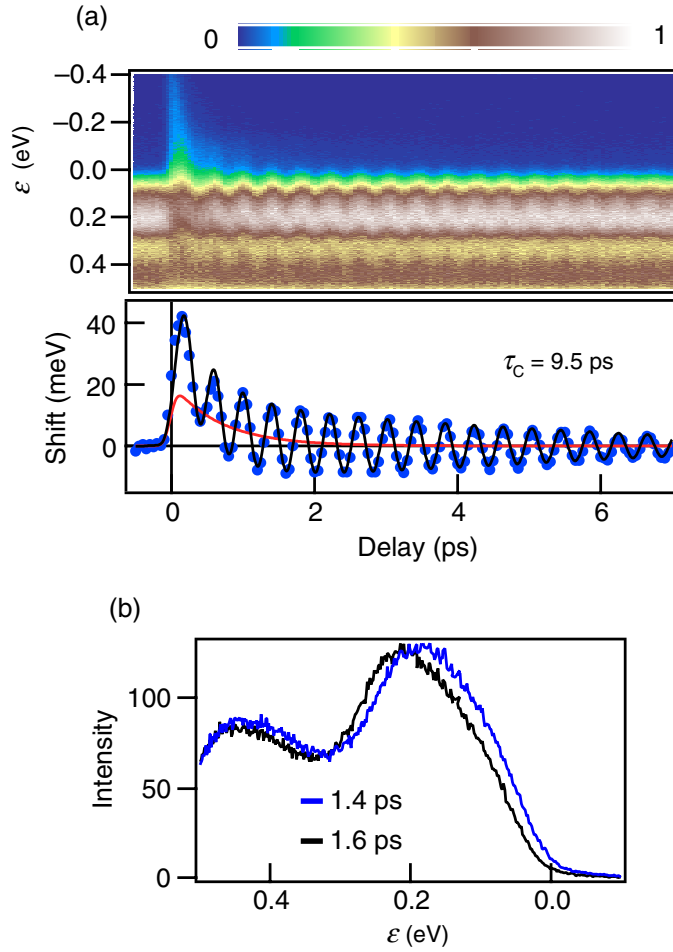 (a)
0 1
−0.4
−0.2
0.0
0.2
0.4
ε (eV)
40
20
0
Shift (meV)
τC = 9.5 ps
0 2 4 6
Delay (ps)
(b)
100
50
0
Intensity
1.4 ps
1.6 ps
0.4 0.2 0.0
ε (eV)